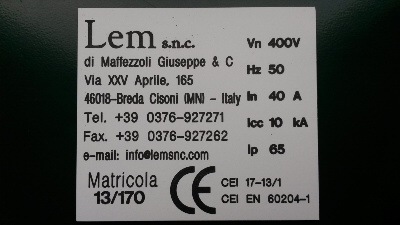 Lem s.n.c.
di Maffezzoli Giuseppe & C
Via XXV Aprile, 165
46018-Breda Cisoni (MN) - Italy
Tel. +39 0376-927271
Fax. +39 0376-927262
e-mail: info@lemsnc.com
Vn 400V
Hz 50
In 40 A
Icc 10 kA
Ip 65
Matricola
13/170
CE
CEI 17-13/1
CEI EN 60204-1